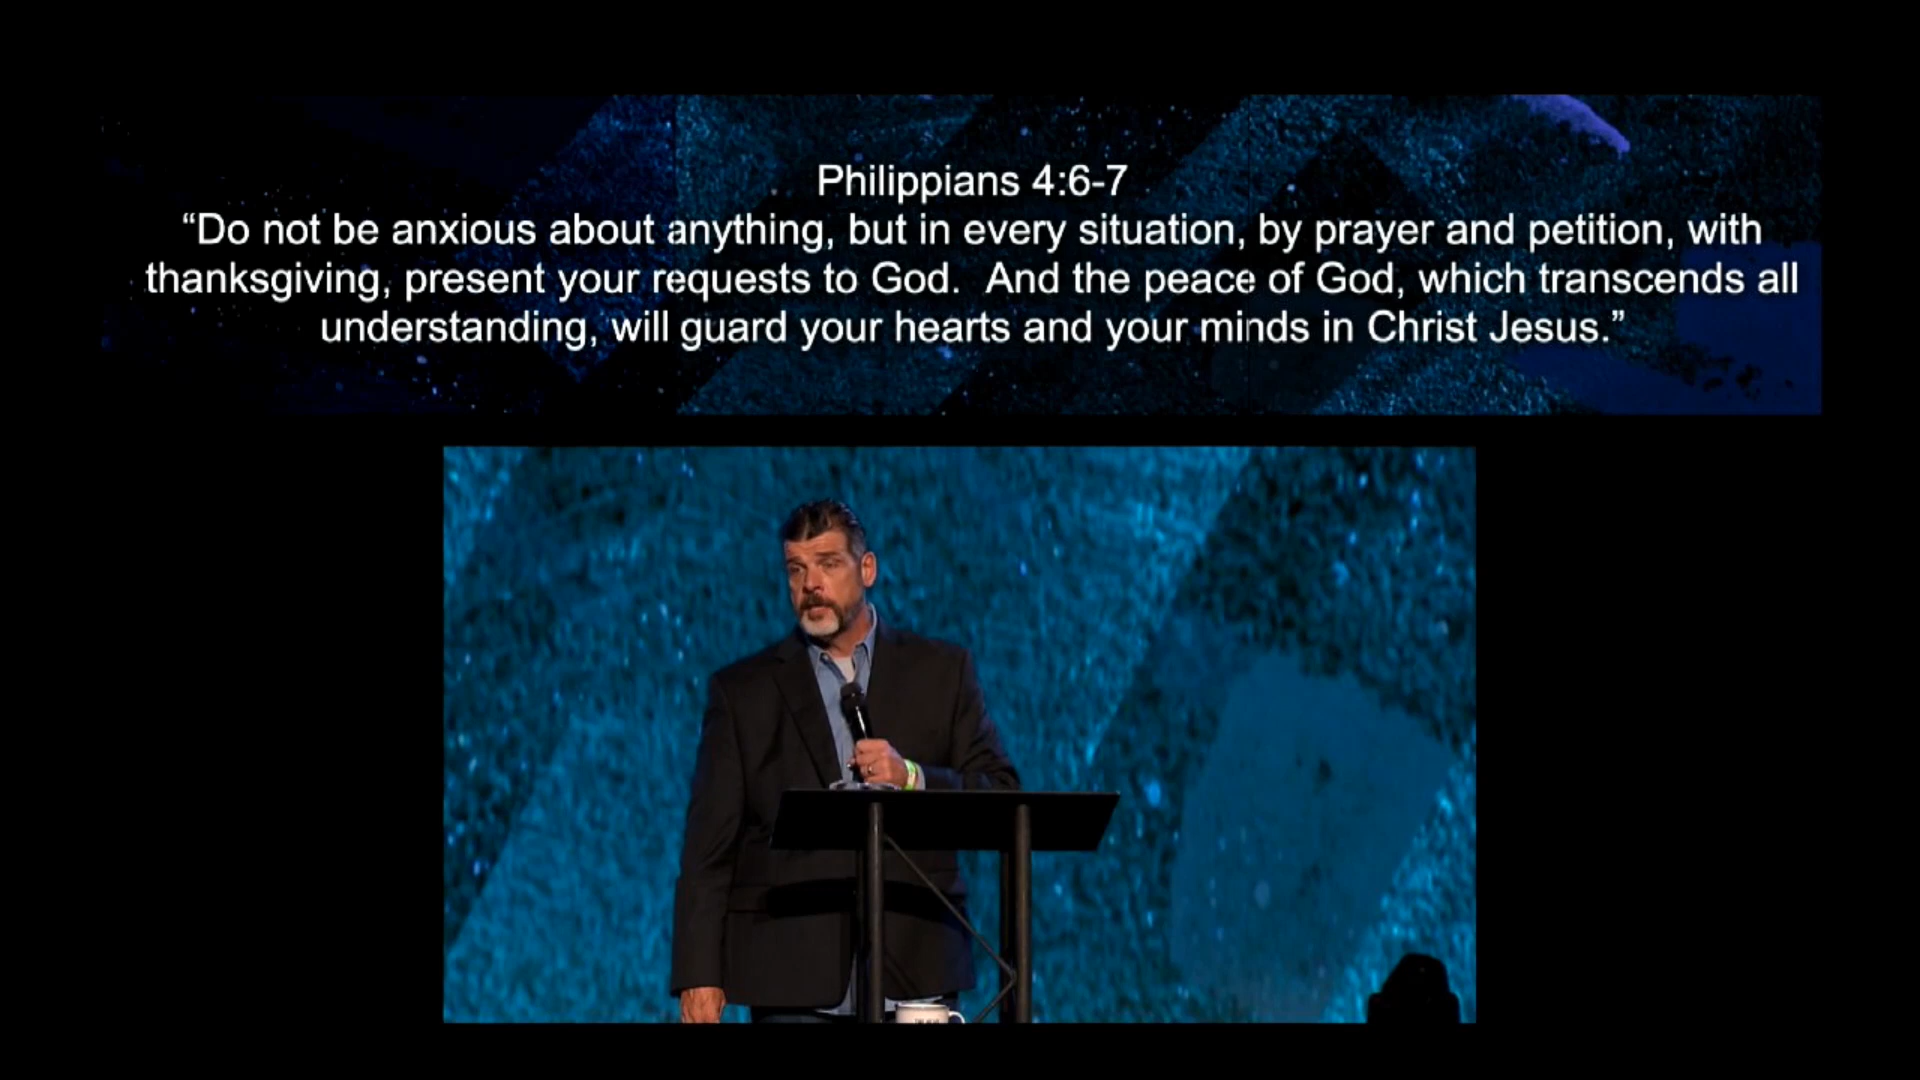 Philippians 4:6-7
“Do not be anxious about anything, but in every situation, by prayer and petition, with
thanksgiving, present your requests to God.  And the peace of God, which transcends all
understanding, will guard your hearts and your minds in Christ Jesus.”